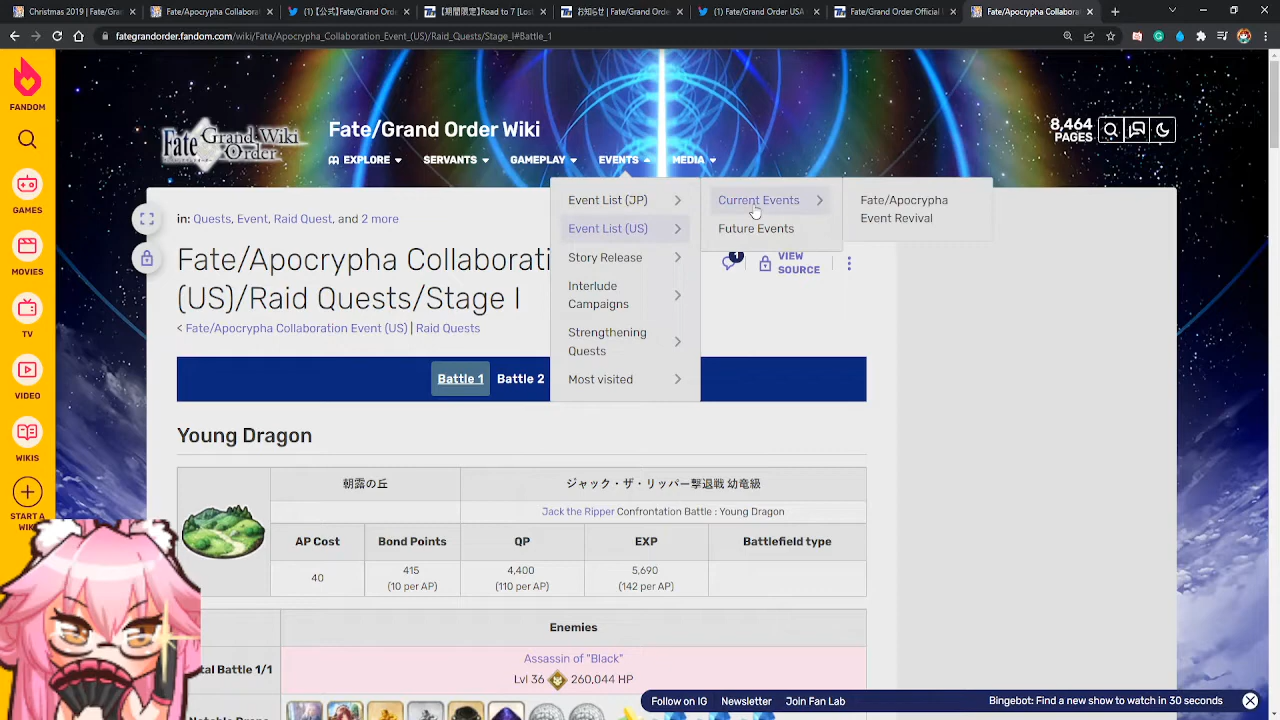 Christmas 2019 | Fate/Gran
Fate/Apocrypha Collaborat
【公式】Fate/Grand Orde
【期間限定】Road to 7 [Lost
お知らせ | Fate/Grand Orde
Fate/Grand Order USA
Fate/Grand Order Official
Fate/Apocrypha Collabora
fategrandorder.fandom.com/wiki/Fate/Apocrypha_Collaboration_Event_(US)/Raid_Quests/Stage_I#Battle_1
FANDOM
GAMES
MOVIES
TV
VIDEO
WIKIS
START A
WIKI
Fate Grand Wiki
Order
Fate/Grand Order Wiki
8,464
PAGES
EXPLORE
SERVANTS
GAMEPLAY
EVENTS
MEDIA
Event List (JP)
Event List (US)
Story Release
Interlude
Campaigns
Strengthening
Quests
Most visited
Current Events
Future Events
Fate/Apocrypha
Event Revival
in: Quests, Event, Raid Quest, and 2 more
Fate/Apocrypha Collaborati
(US)/Raid Quests/Stage I
1
VIEW
SOURCE
< Fate/Apocrypha Collaboration Event (US) | Raid Quests
Battle 1
Battle 2
Young Dragon
朝露の丘
ジャック・ザ・リッパー撃退戦 幼竜級
Jack the Ripper Confrontation Battle : Young Dragon
AP Cost
Bond Points
QP
EXP
Battlefield type
40
415
(10 per AP)
4,400
(110 per AP)
5,690
(142 per AP)
Enemies
tal Battle 1/1
Assassin of "Black"
Lvl 36 260,044 HP
Follow on IG
Newsletter
Join Fan Lab
Bingebot: Find a new show to watch in 30 seconds